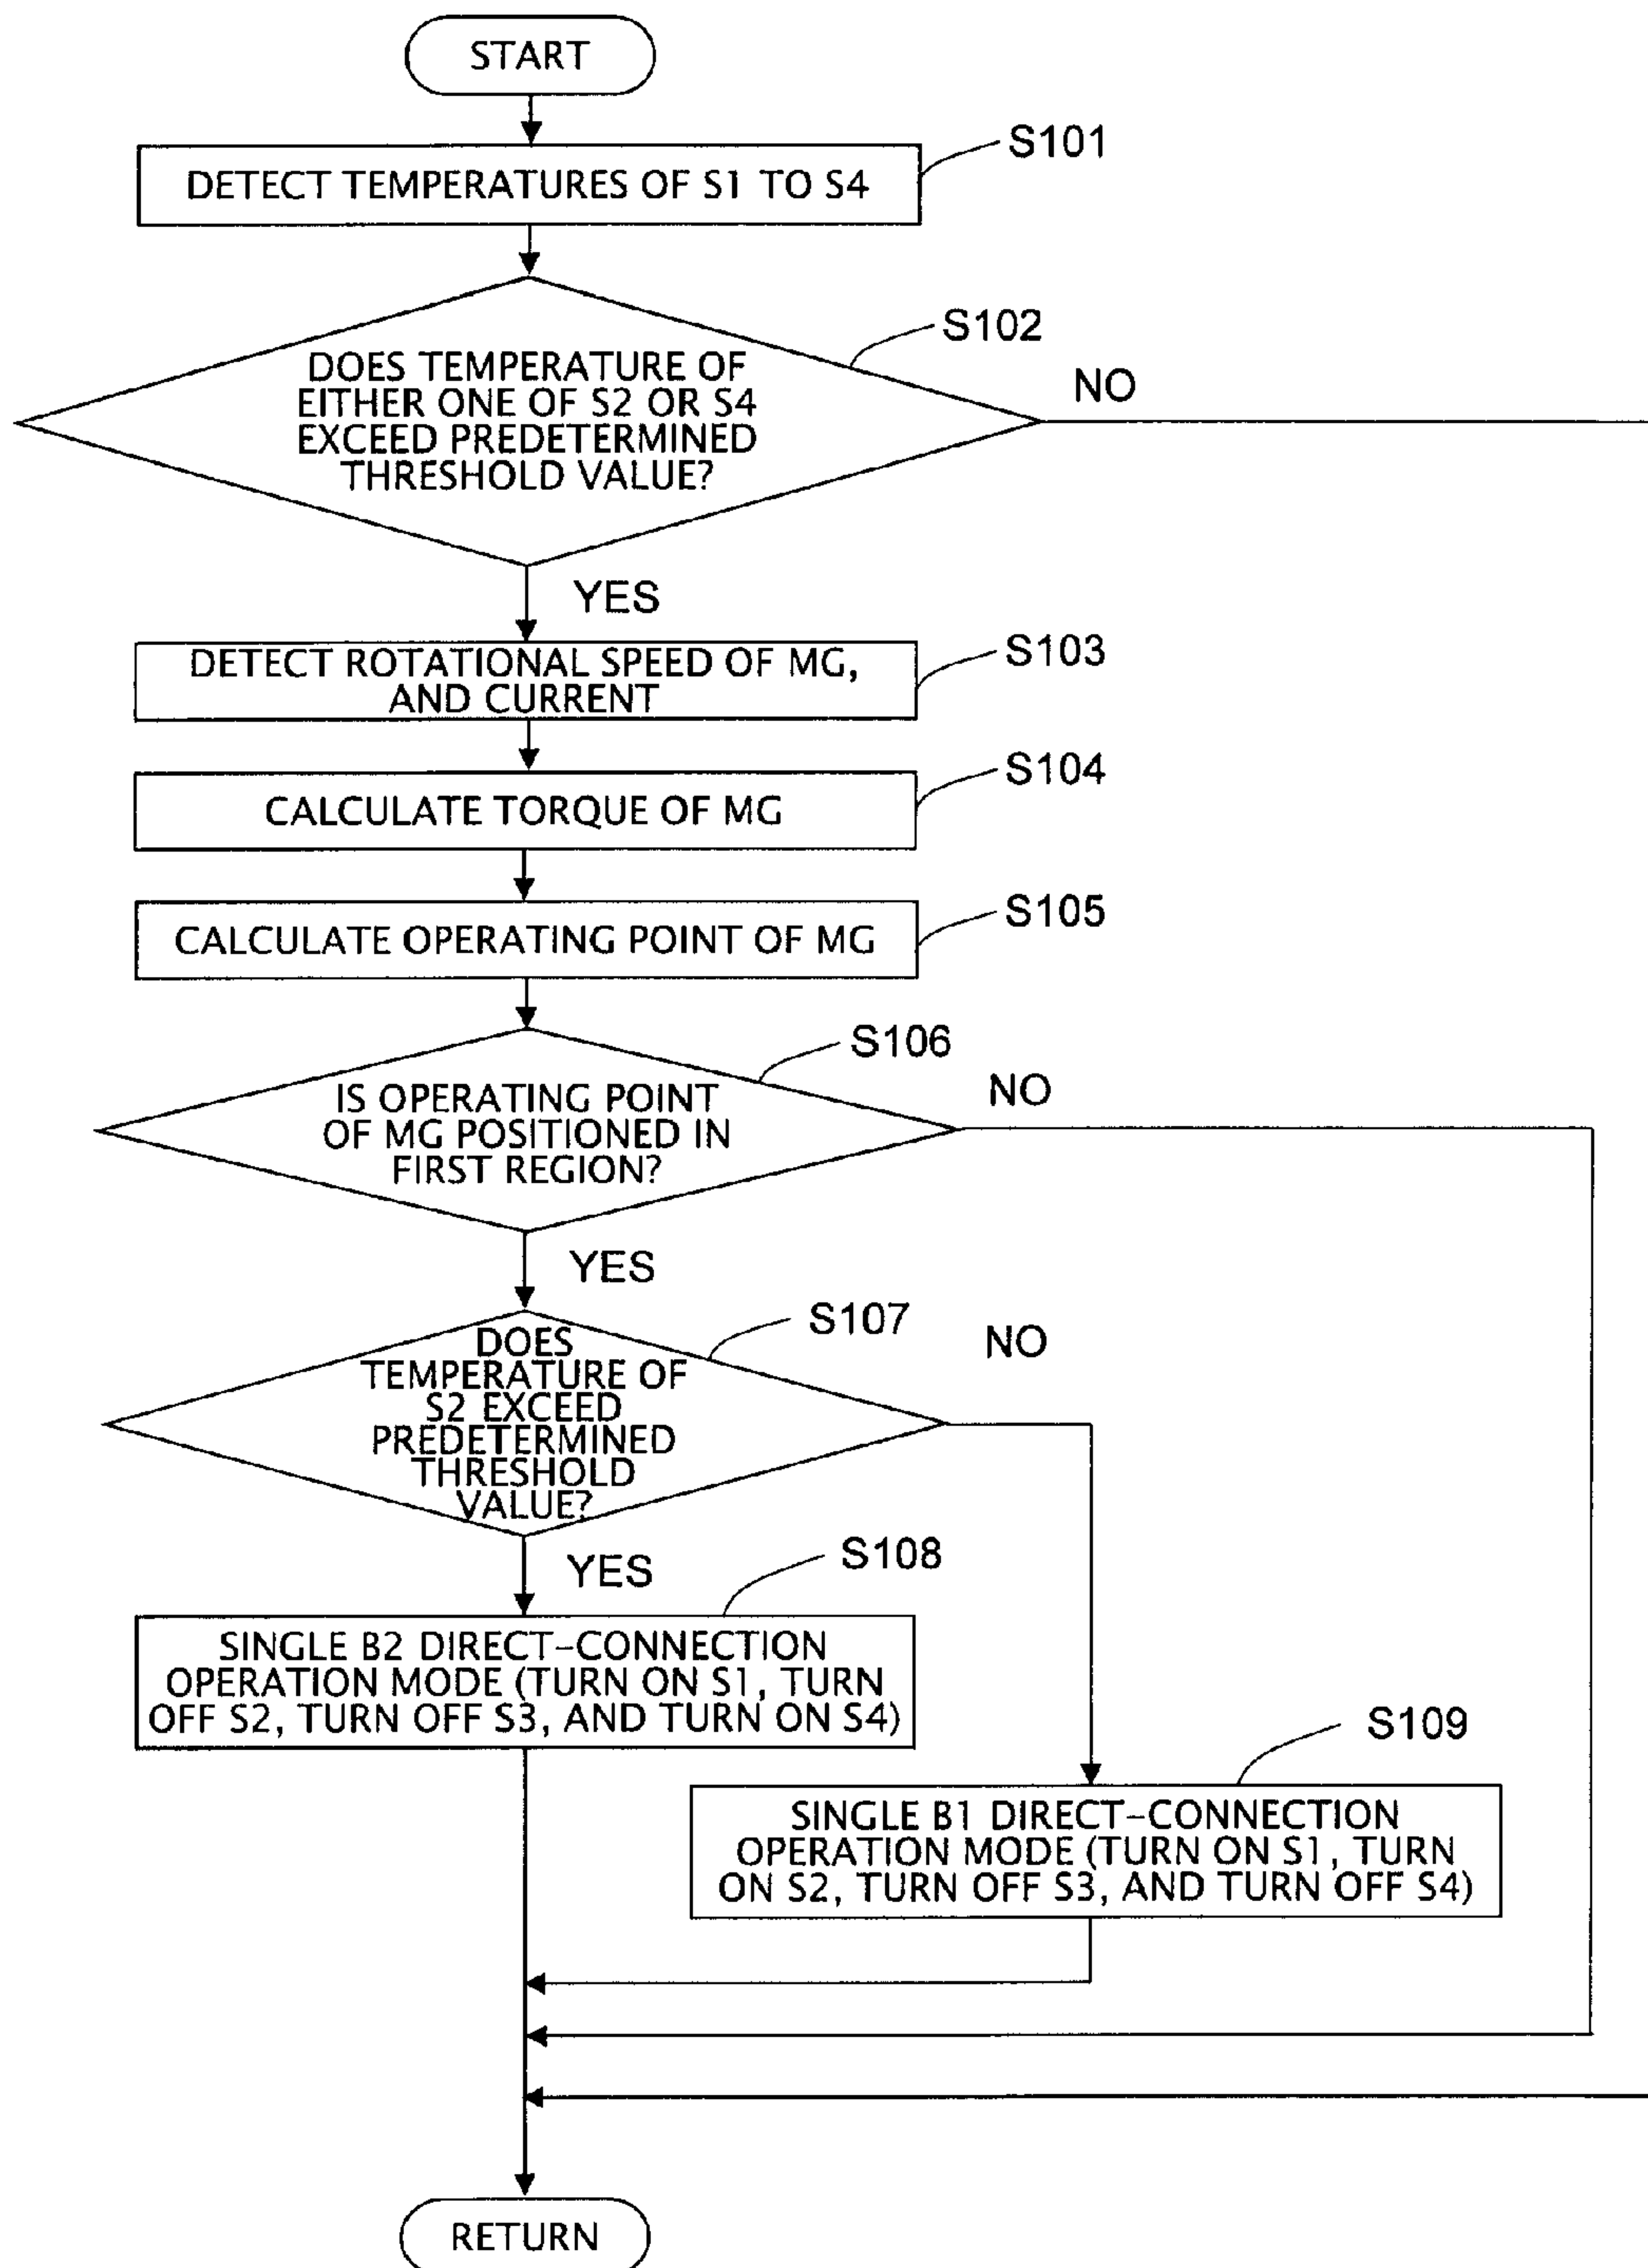 START
S101
DETECT TEMPERATURES OF S1 TO S4
S102
DOES TEMPERATURE OF
EITHER ONE OF S2 OR S4
EXCEED PREDETERMINED
THRESHOLD VALUE?
NO
YES
S103
DETECT ROTATIONAL SPEED OF MG,
AND CURRENT
S104
CALCULATE TORQUE OF MG
S105
CALCULATE OPERATING POINT OF MG
S106
IS OPERATING POINT
OF MG POSITIONED IN
FIRST REGION?
NO
YES
S107
DOES
TEMPERATURE OF
S2 EXCEED
PREDETERMINED
THRESHOLD
VALUE?
NO
YES
S108
SINGLE B2 DIRECT-CONNECTION
OPERATION MODE (TURN ON S1, TURN
OFF S2, TURN OFF S3, AND TURN ON S4)
S109
SINGLE B1 DIRECT-CONNECTION
OPERATION MODE (TURN ON S1, TURN
ON S2, TURN OFF S3, AND TURN OFF S4)
RETURN